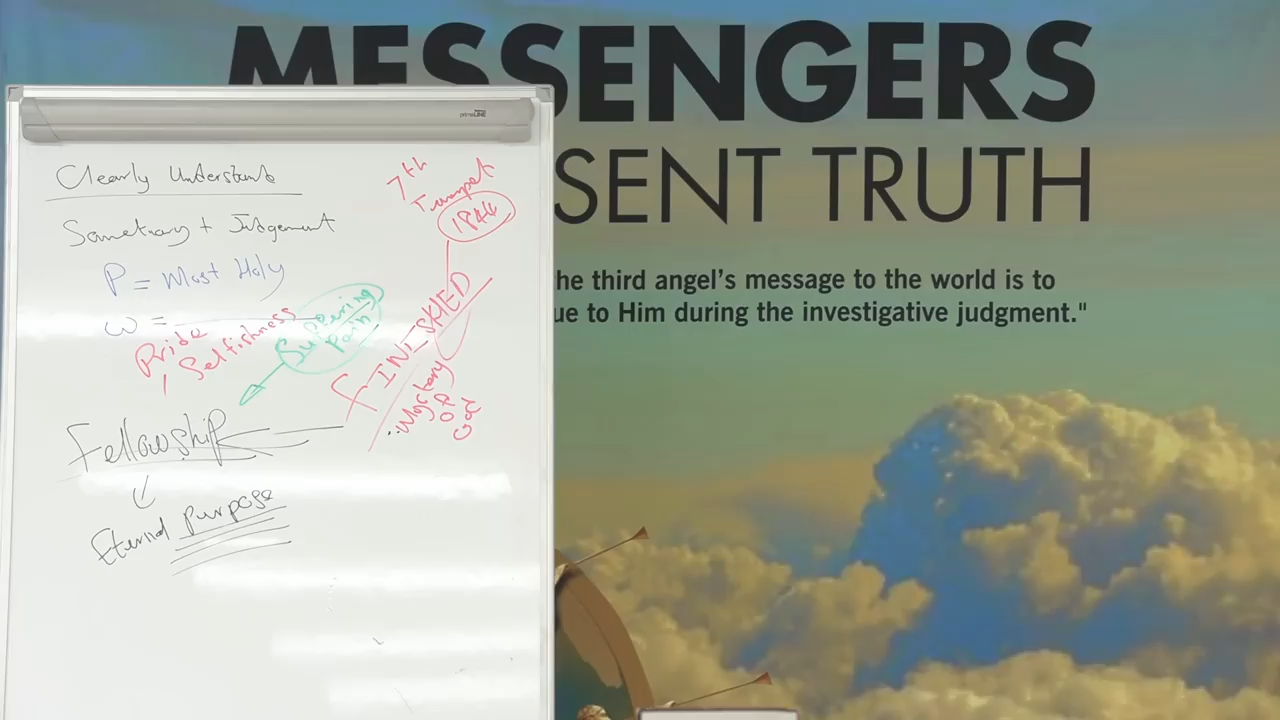 MESSENGERS
SENT TRUTH
he third angel's message to the world is to
ue to Him during the investigative judgment."
Clearly Understand
Sanctuary + Judgement
P = Most Holy
W =
Pride
Selfishness
Suffering
Pain
7th
Trumpet
1844
FINISHED
Mystery
of
God
Fellowship
Eternal Purpose